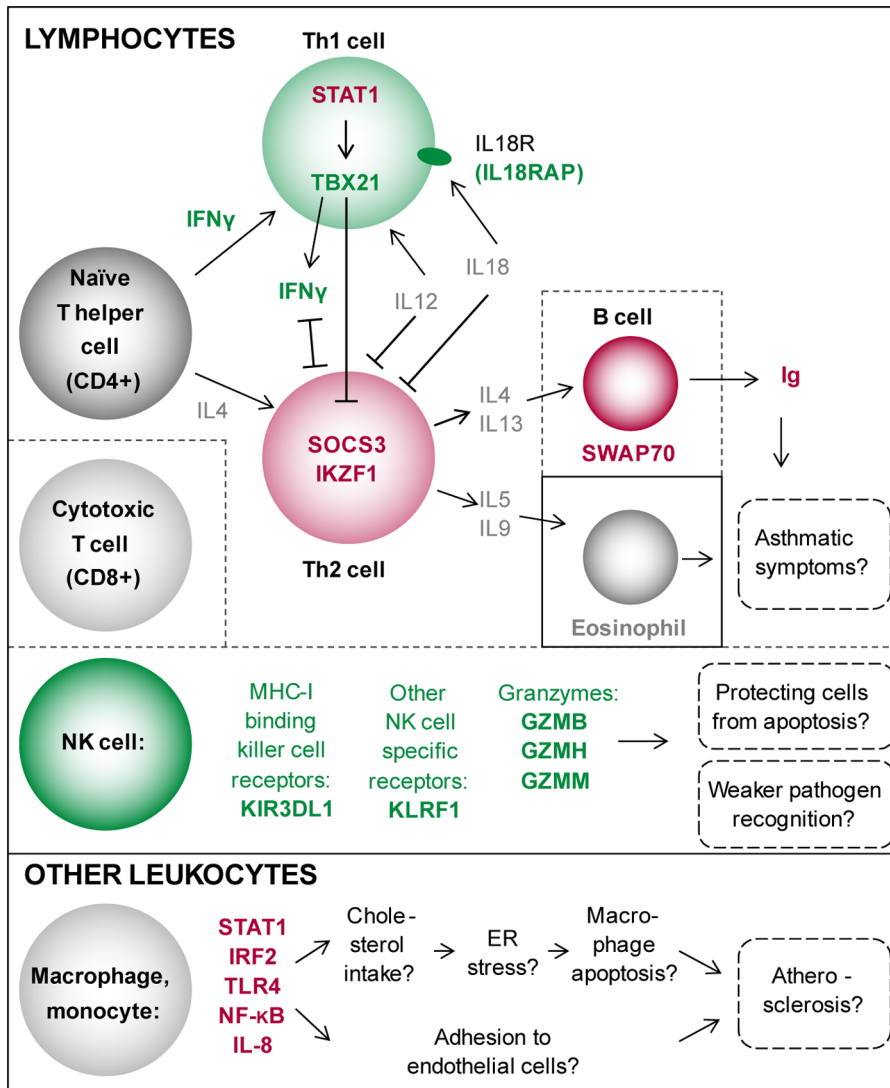 LYMPHOCYTES
Th1 cell
STAT1
TBX21
IL18R
(IL18RAP)
IFNγ
IFNγ
IL12
IL18
Naïve
T helper
cell
(CD4+)
IL4
SOCS3
IKZF1
Th2 cell
IL4
IL13
IL5
IL9
B cell
SWAP70
Ig
Eosinophil
Asthmatic
symptoms?
Cytotoxic
T cell
(CD8+)
NK cell:
MHC-I
binding
killer cell
receptors:
KIR3DL1
Other
NK cell
specific
receptors:
KLRF1
Granzymes:
GZMB
GZMH
GZMM
Protecting cells
from apoptosis?
Weaker pathogen
recognition?
OTHER LEUKOCYTES
Macrophage,
monocyte:
STAT1
IRF2
TLR4
NF-κB
IL-8
Chole-
sterol
intake?
ER
stress?
Macro-
phage
apoptosis?
Adhesion to
endothelial cells?
Athero-
sclerosis?